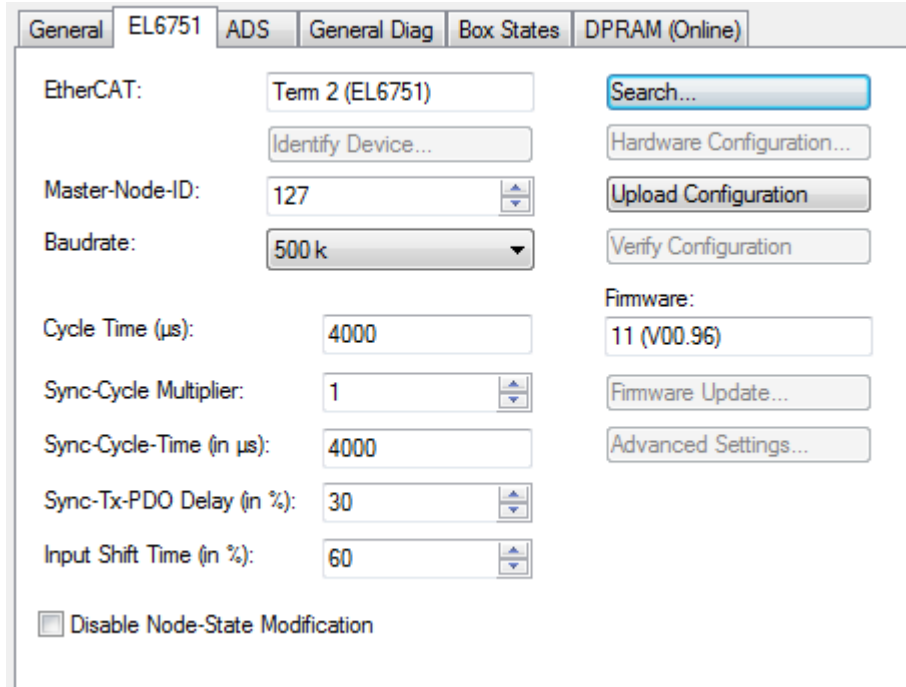 General EL6751 ADS General Diag Box States DPRAM (Online)
EtherCAT: Term 2 (EL6751) Search...
Identify Device... Hardware Configuration...
Master-Node-ID: 127 Upload Configuration
Baudrate: 500 k Verify Configuration
Firmware:
Cycle Time (µs): 4000 11 (V00.96)
Sync-Cycle Multiplier: 1 Firmware Update...
Sync-Cycle-Time (in µs): 4000 Advanced Settings...
Sync-Tx-PDO Delay (in %): 30
Input Shift Time (in %): 60
Disable Node-State Modification